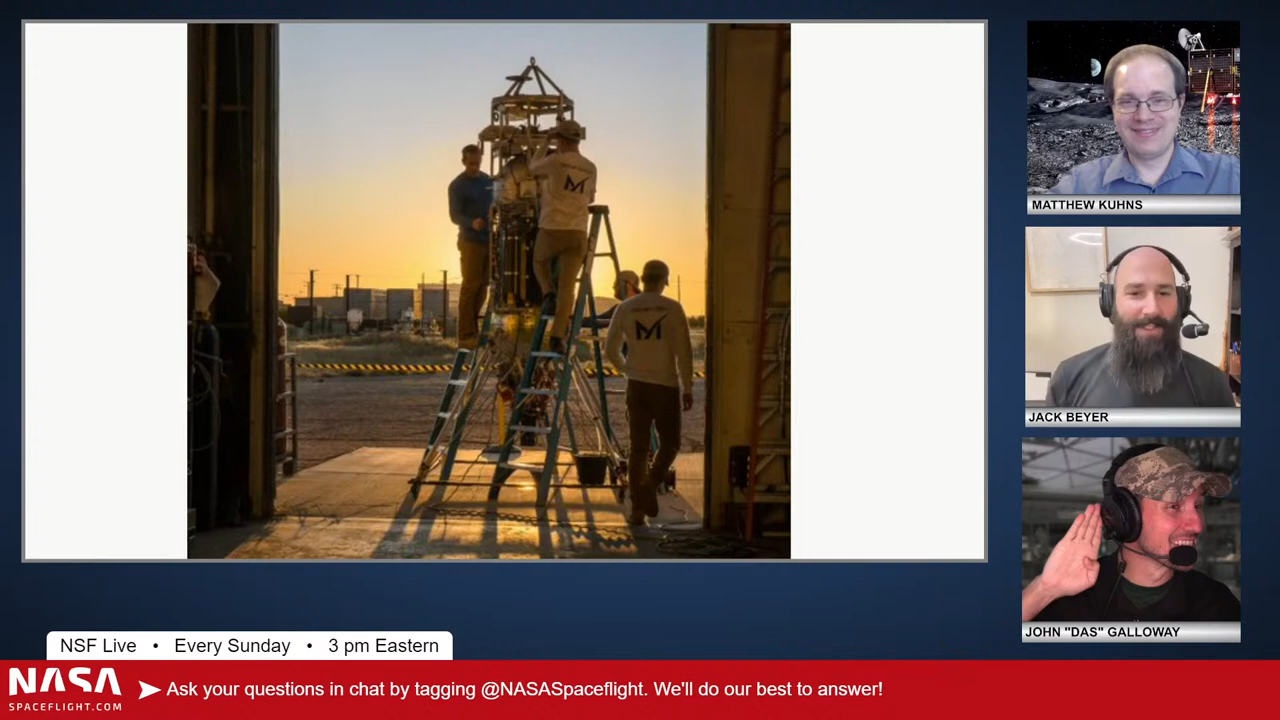 MATTHEW KUHNS
JACK BEYER
JOHN "DAS" GALLOWAY
NSF Live • Every Sunday • 3 pm Eastern
NASA
SPACEFLIGHT.COM
Ask your questions in chat by tagging @NASASpaceflight. We'll do our best to answer!